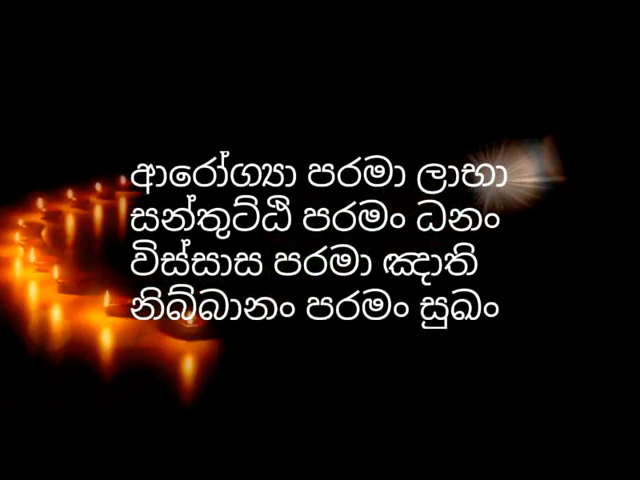 ආරෝග්‍යා පරමා ලාභා
සන්තුට්ඨි පරමං ධනං
විස්සාස පරමා ඤාති
නිබ්බානං පරමං සුඛං